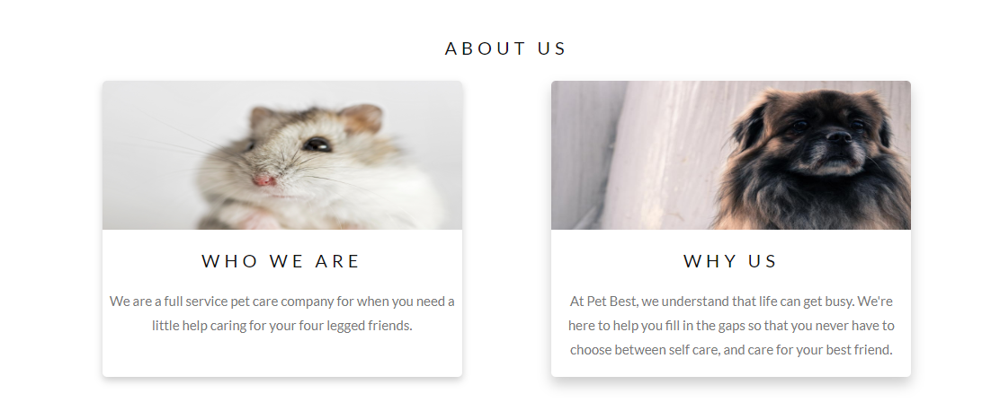 ABOUT US
WHO WE ARE
We are a full service pet care company for when you need a
little help caring for your four legged friends.
WHY US
At Pet Best, we understand that life can get busy. We're
here to help you fill in the gaps so that you never have to
choose between self care, and care for your best friend.